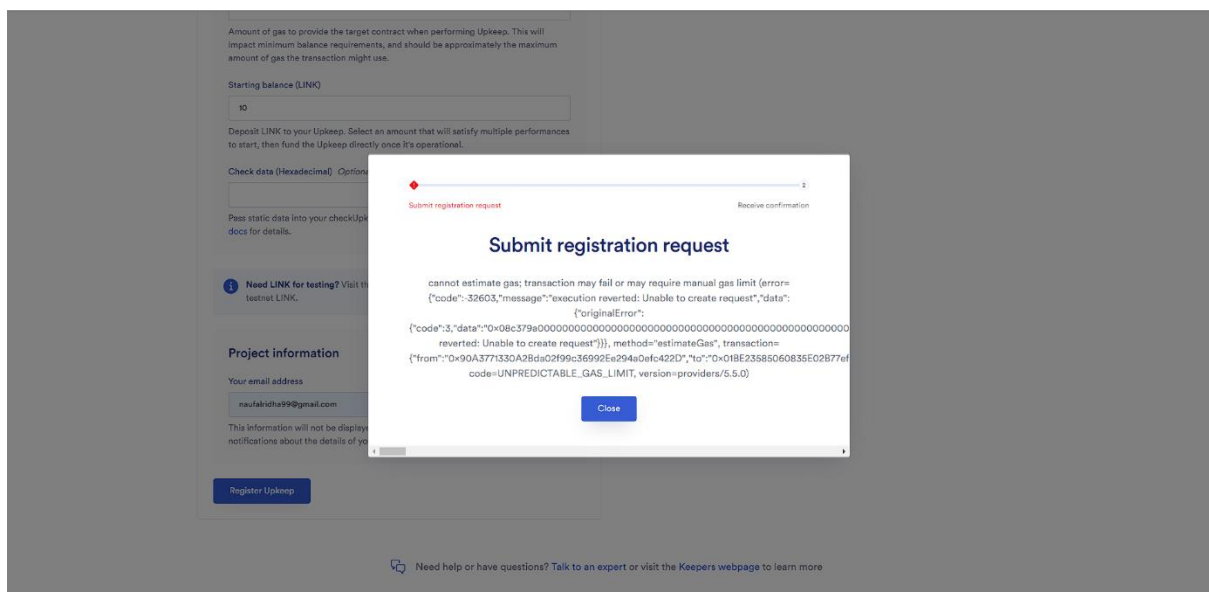 Amount of gas to provide the target contract when performing Upkeep. This will
impact minimum balance requirements, and should be approximately the maximum
amount of gas the transaction might use.
Starting balance (LINK)
10
Deposit LINK to your Upkeep. Select an amount that will satisfy multiple performances
to start, then fund the Upkeep directly once it's operational.
Check data (Hexadecimal) Optional
Pass static data into your checkUpk
docs for details.
Need LINK for testing? Visit th
testnet LINK.
Project information
Your email address
naufalridha99@gmail.com
This information will not be displaye
notifications about the details of yo
Register Upkeep
2
Submit registration request
Receive confirmation
Submit registration request
cannot estimate gas; transaction may fail or may require manual gas limit (error=
{"code":-32603,"message":"execution reverted: Unable to create request","data":
{"originalError":
{"code":3,"data":"0x08c379a0000000000000000000000000000000000000000000000000000000
reverted: Unable to create request"}}}, method="estimateGas", transaction=
{"from":"0x90A3771330A2Bda02f99c36992Ee294a0efc422D","to":"0x01BE23585060835E02B77ef
code=UNPREDICTABLE_GAS_LIMIT, version=providers/5.5.0)
Close
Need help or have questions? Talk to an expert or visit the Keepers webpage to learn more